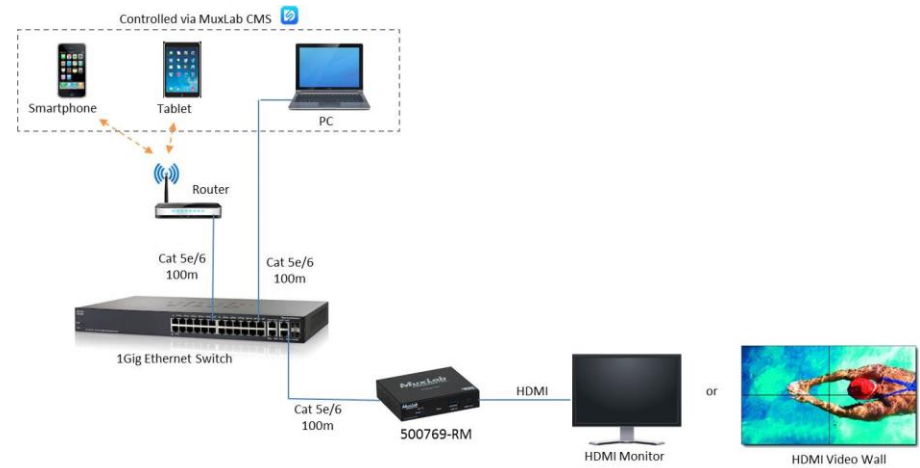 Controlled via MuxLab CMS
Smartphone
Tablet
PC
Router
Cat 5e/6
100m
Cat 5e/6
100m
1Gig Ethernet Switch
Cat 5e/6
100m
MuxLab
500769-RM
HDMI
HDMI Monitor
or
HDMI Video Wall